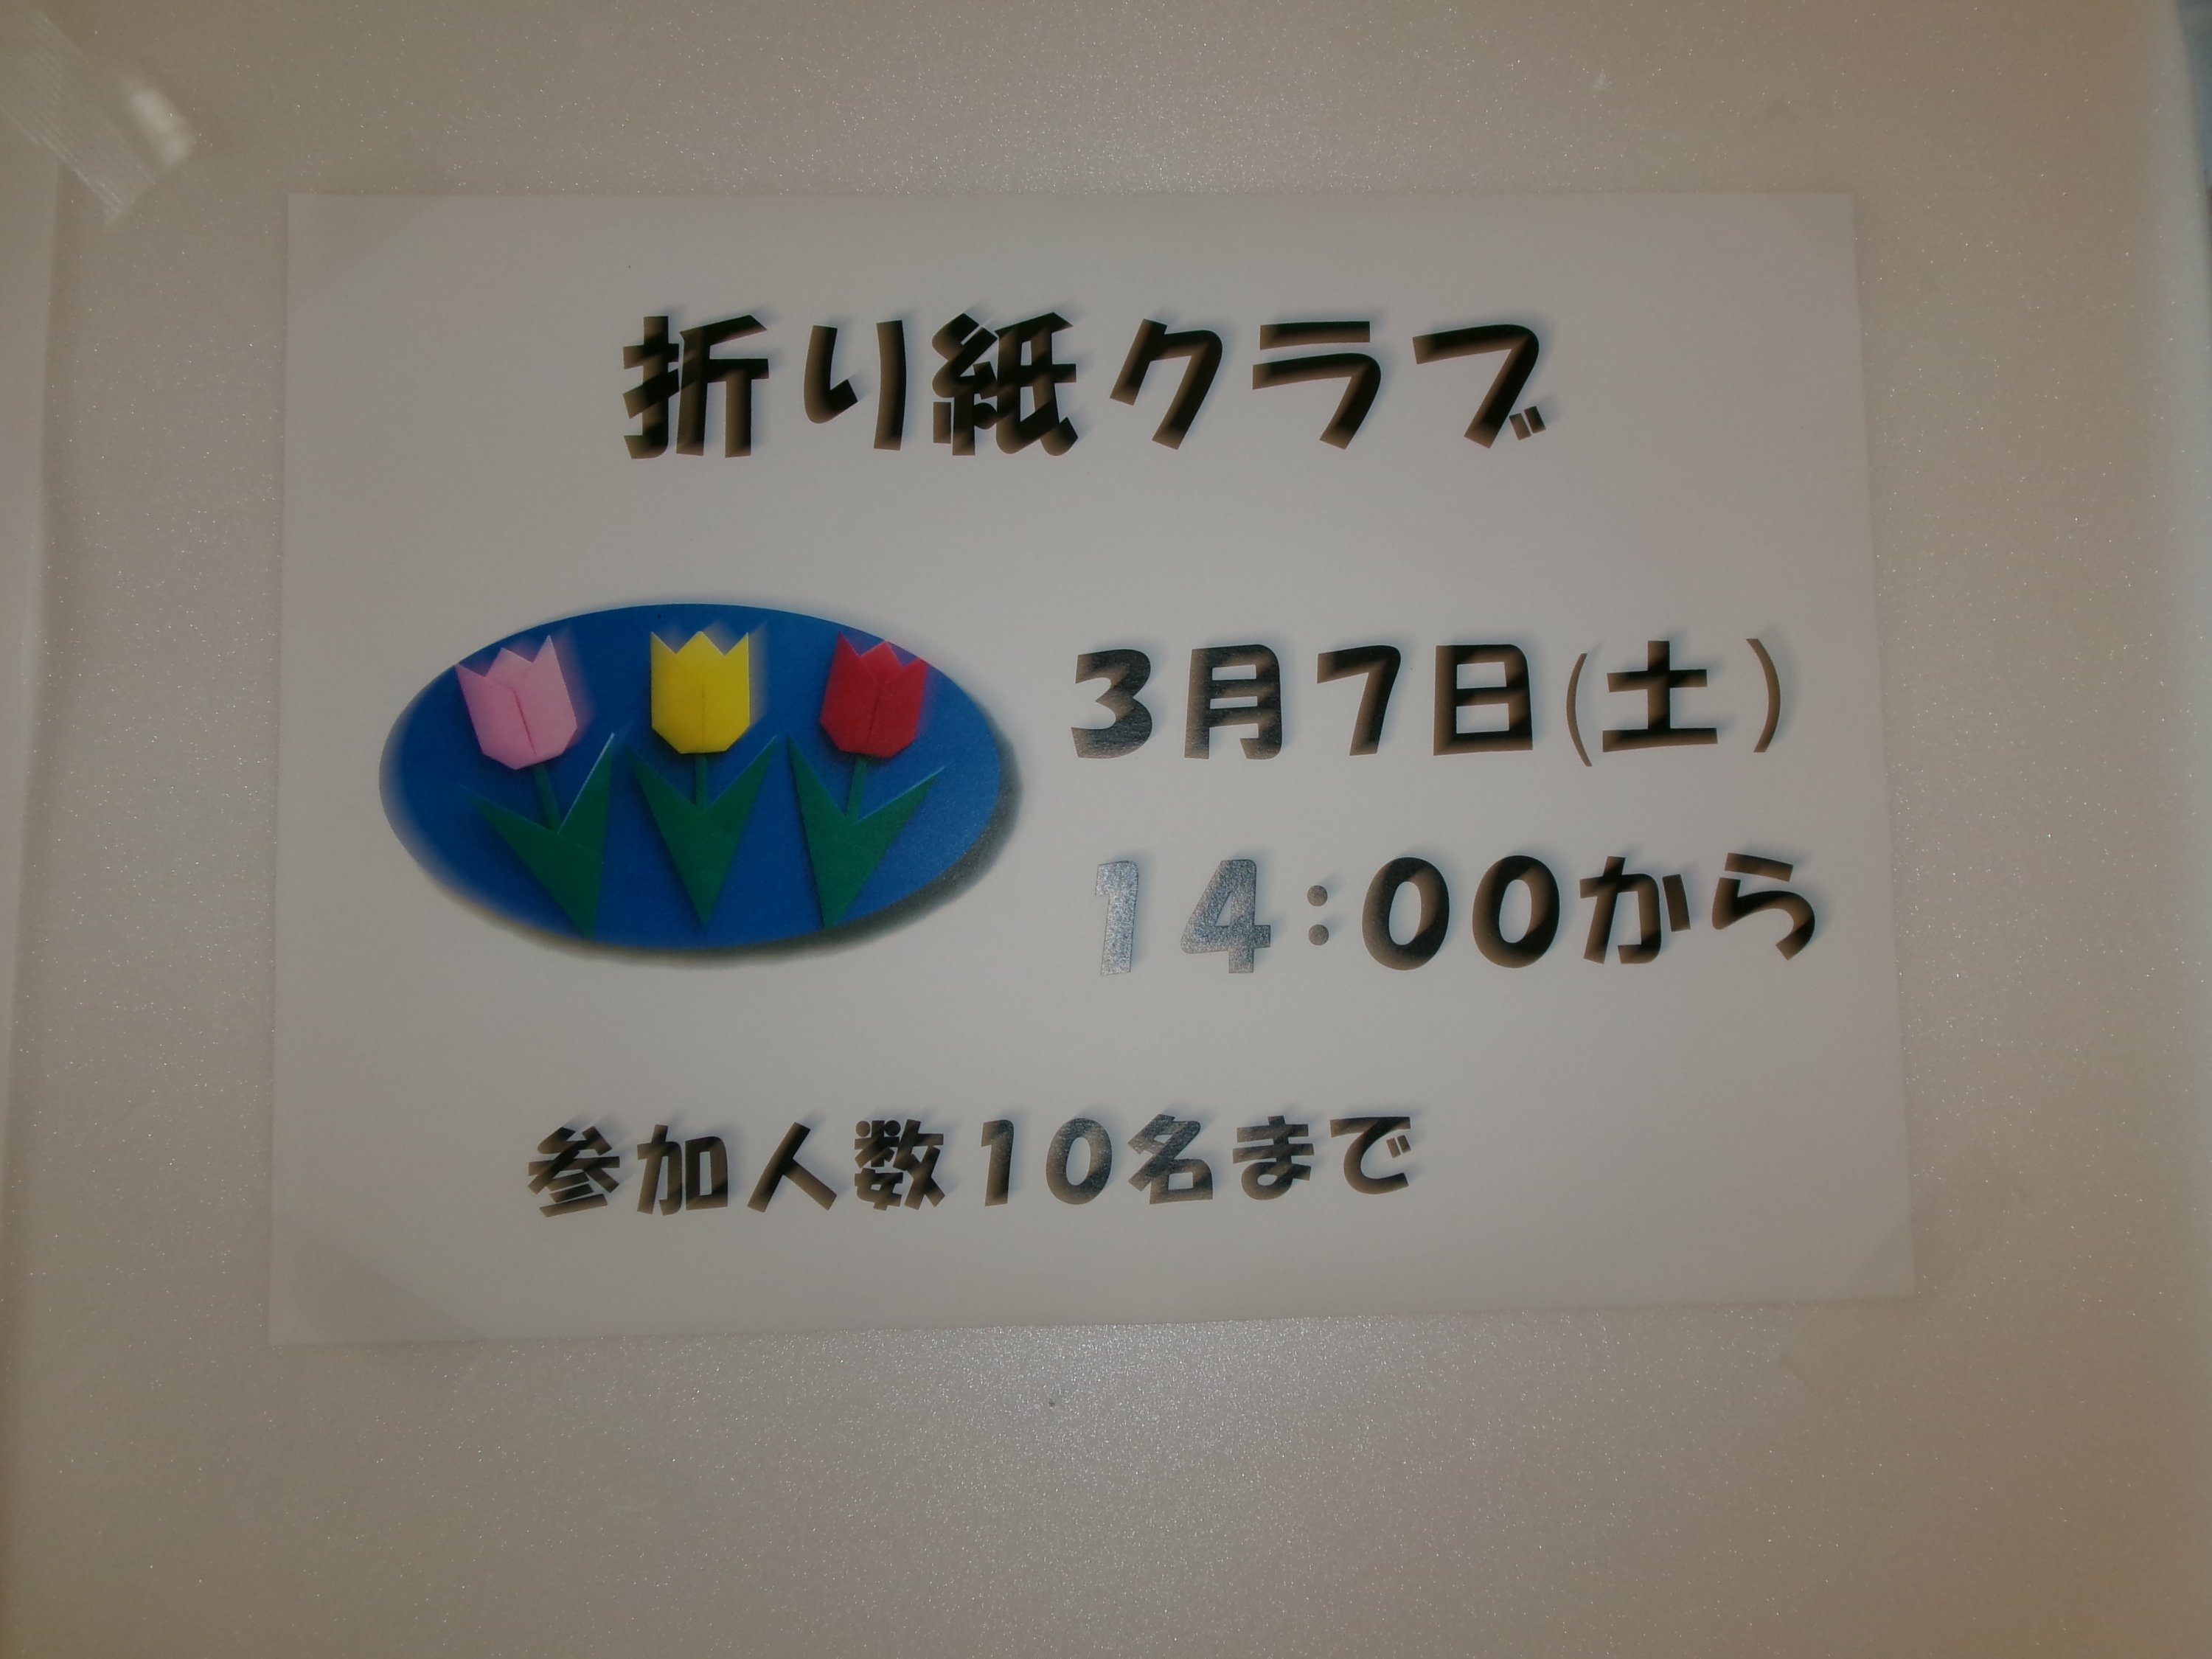 折り紙クラブ
3月7日(土)
14:00から
参加人数10名まで